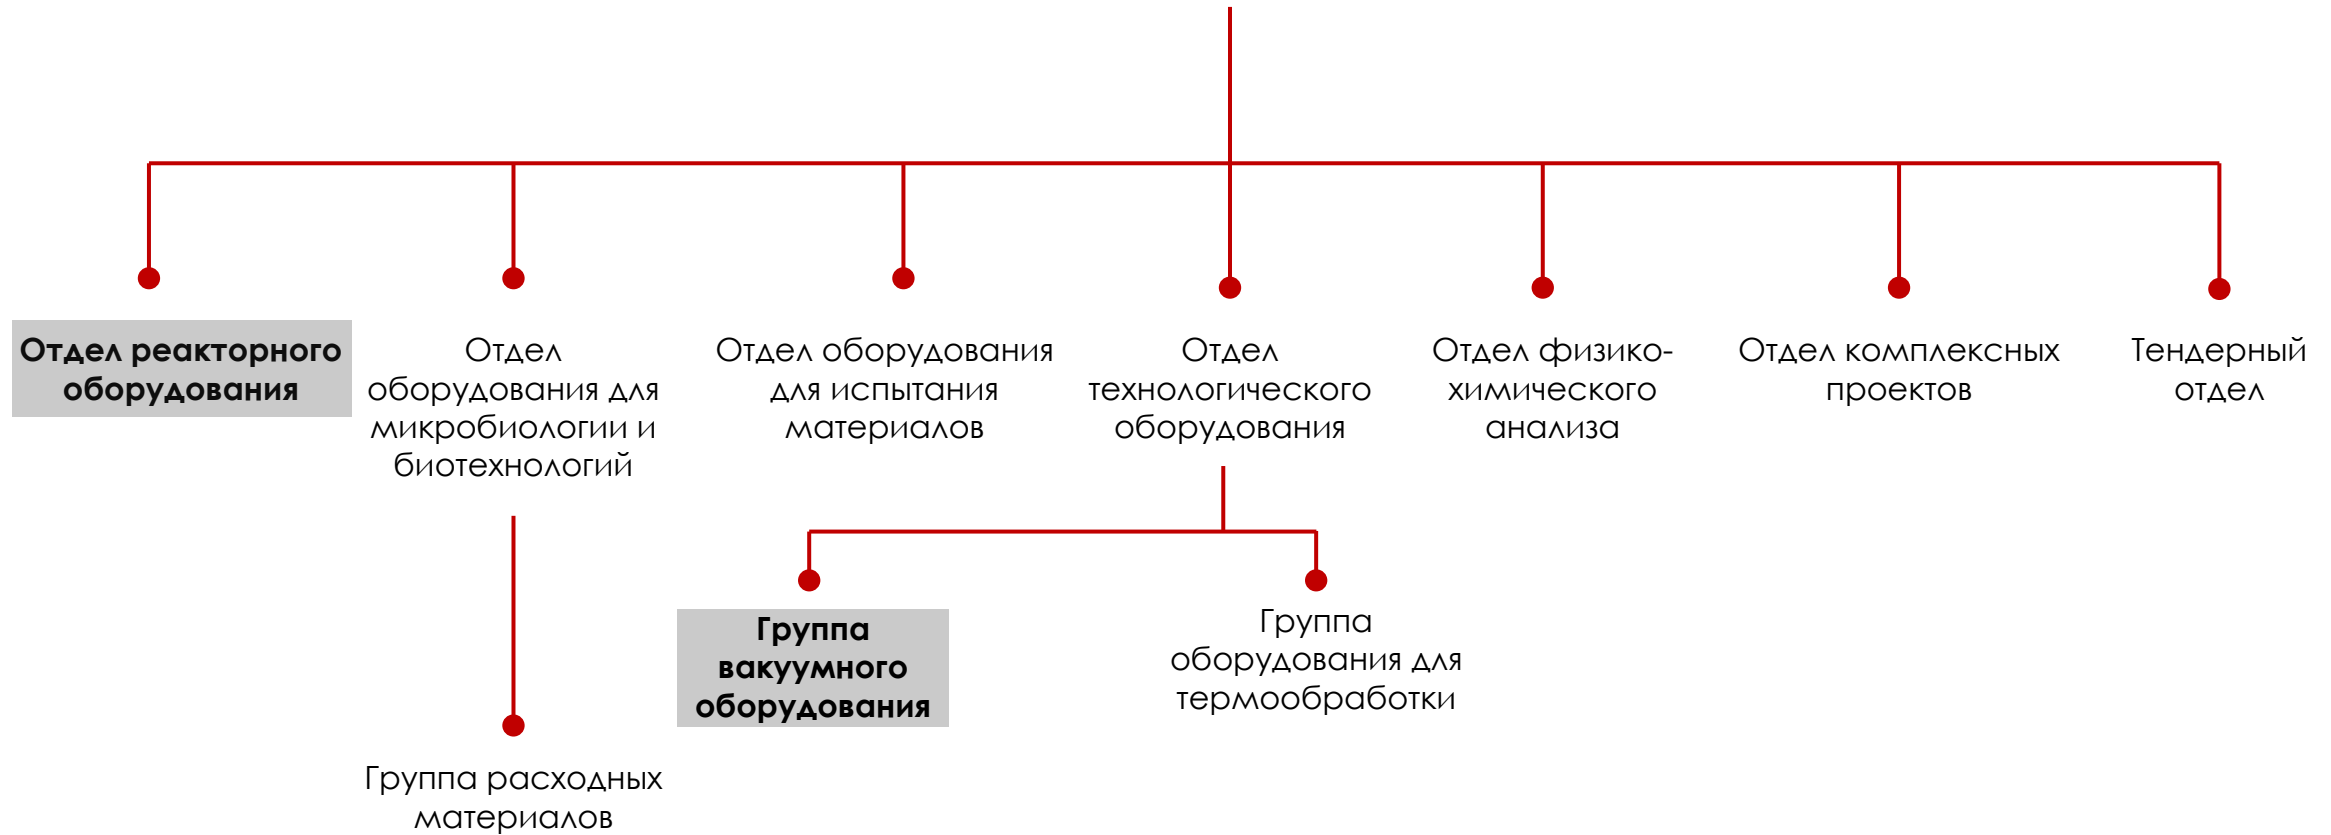 Отдел реакторного
оборудования
Отдел
оборудования для
микробиологии и
биотехнологий
Отдел оборудования
для испытания
материалов
Отдел
технологического
оборудования
Отдел физико-
химического
анализа
Отдел комплексных
проектов
Тендерный
отдел
Группа
вакуумного
оборудования
Группа
оборудования для
термообработки
Группа расходных
материалов